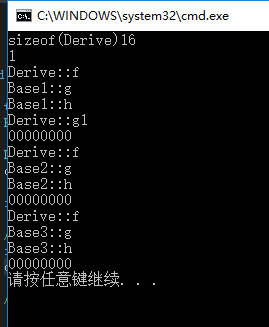 C:\WINDOWS\system32\cmd.exe
sizeof(Derive)16
1
Derive::f
Base1::g
Base1::h
Derive::g1
00000000
Derive::f
Base2::g
Base2::h
00000000
Derive::f
Base3::g
Base3::h
00000000
请按任意键继续. . .